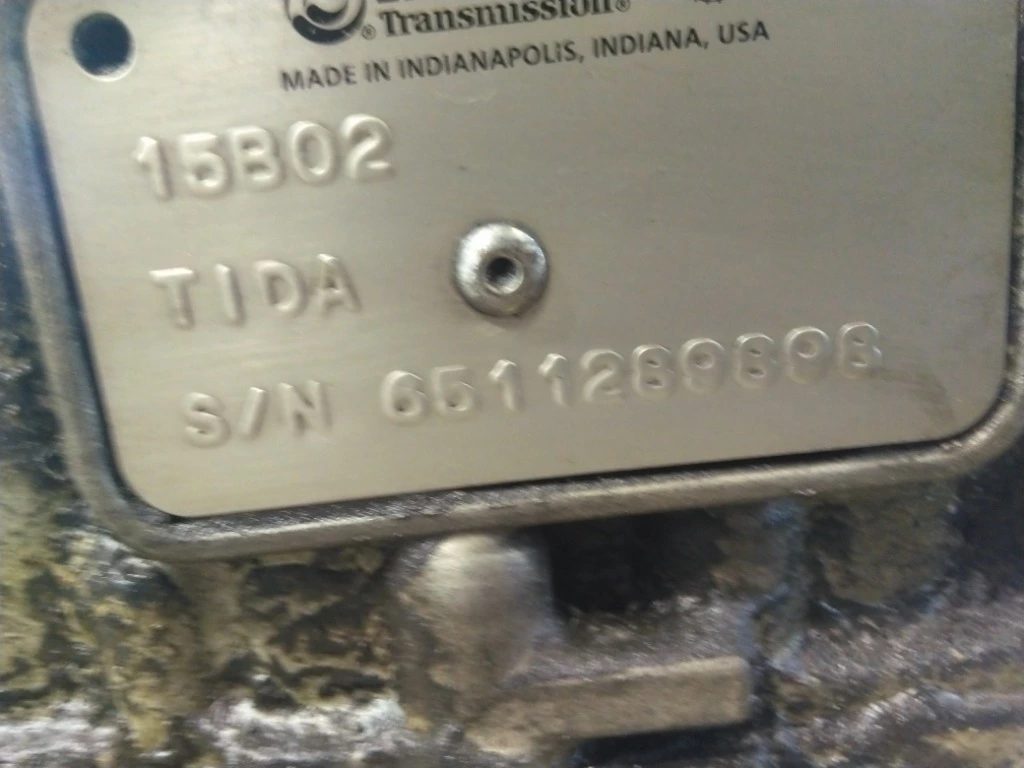 Transmission®
MADE IN INDIANAPOLIS, INDIANA, USA
15B02
TIDA
S/N 6511289898